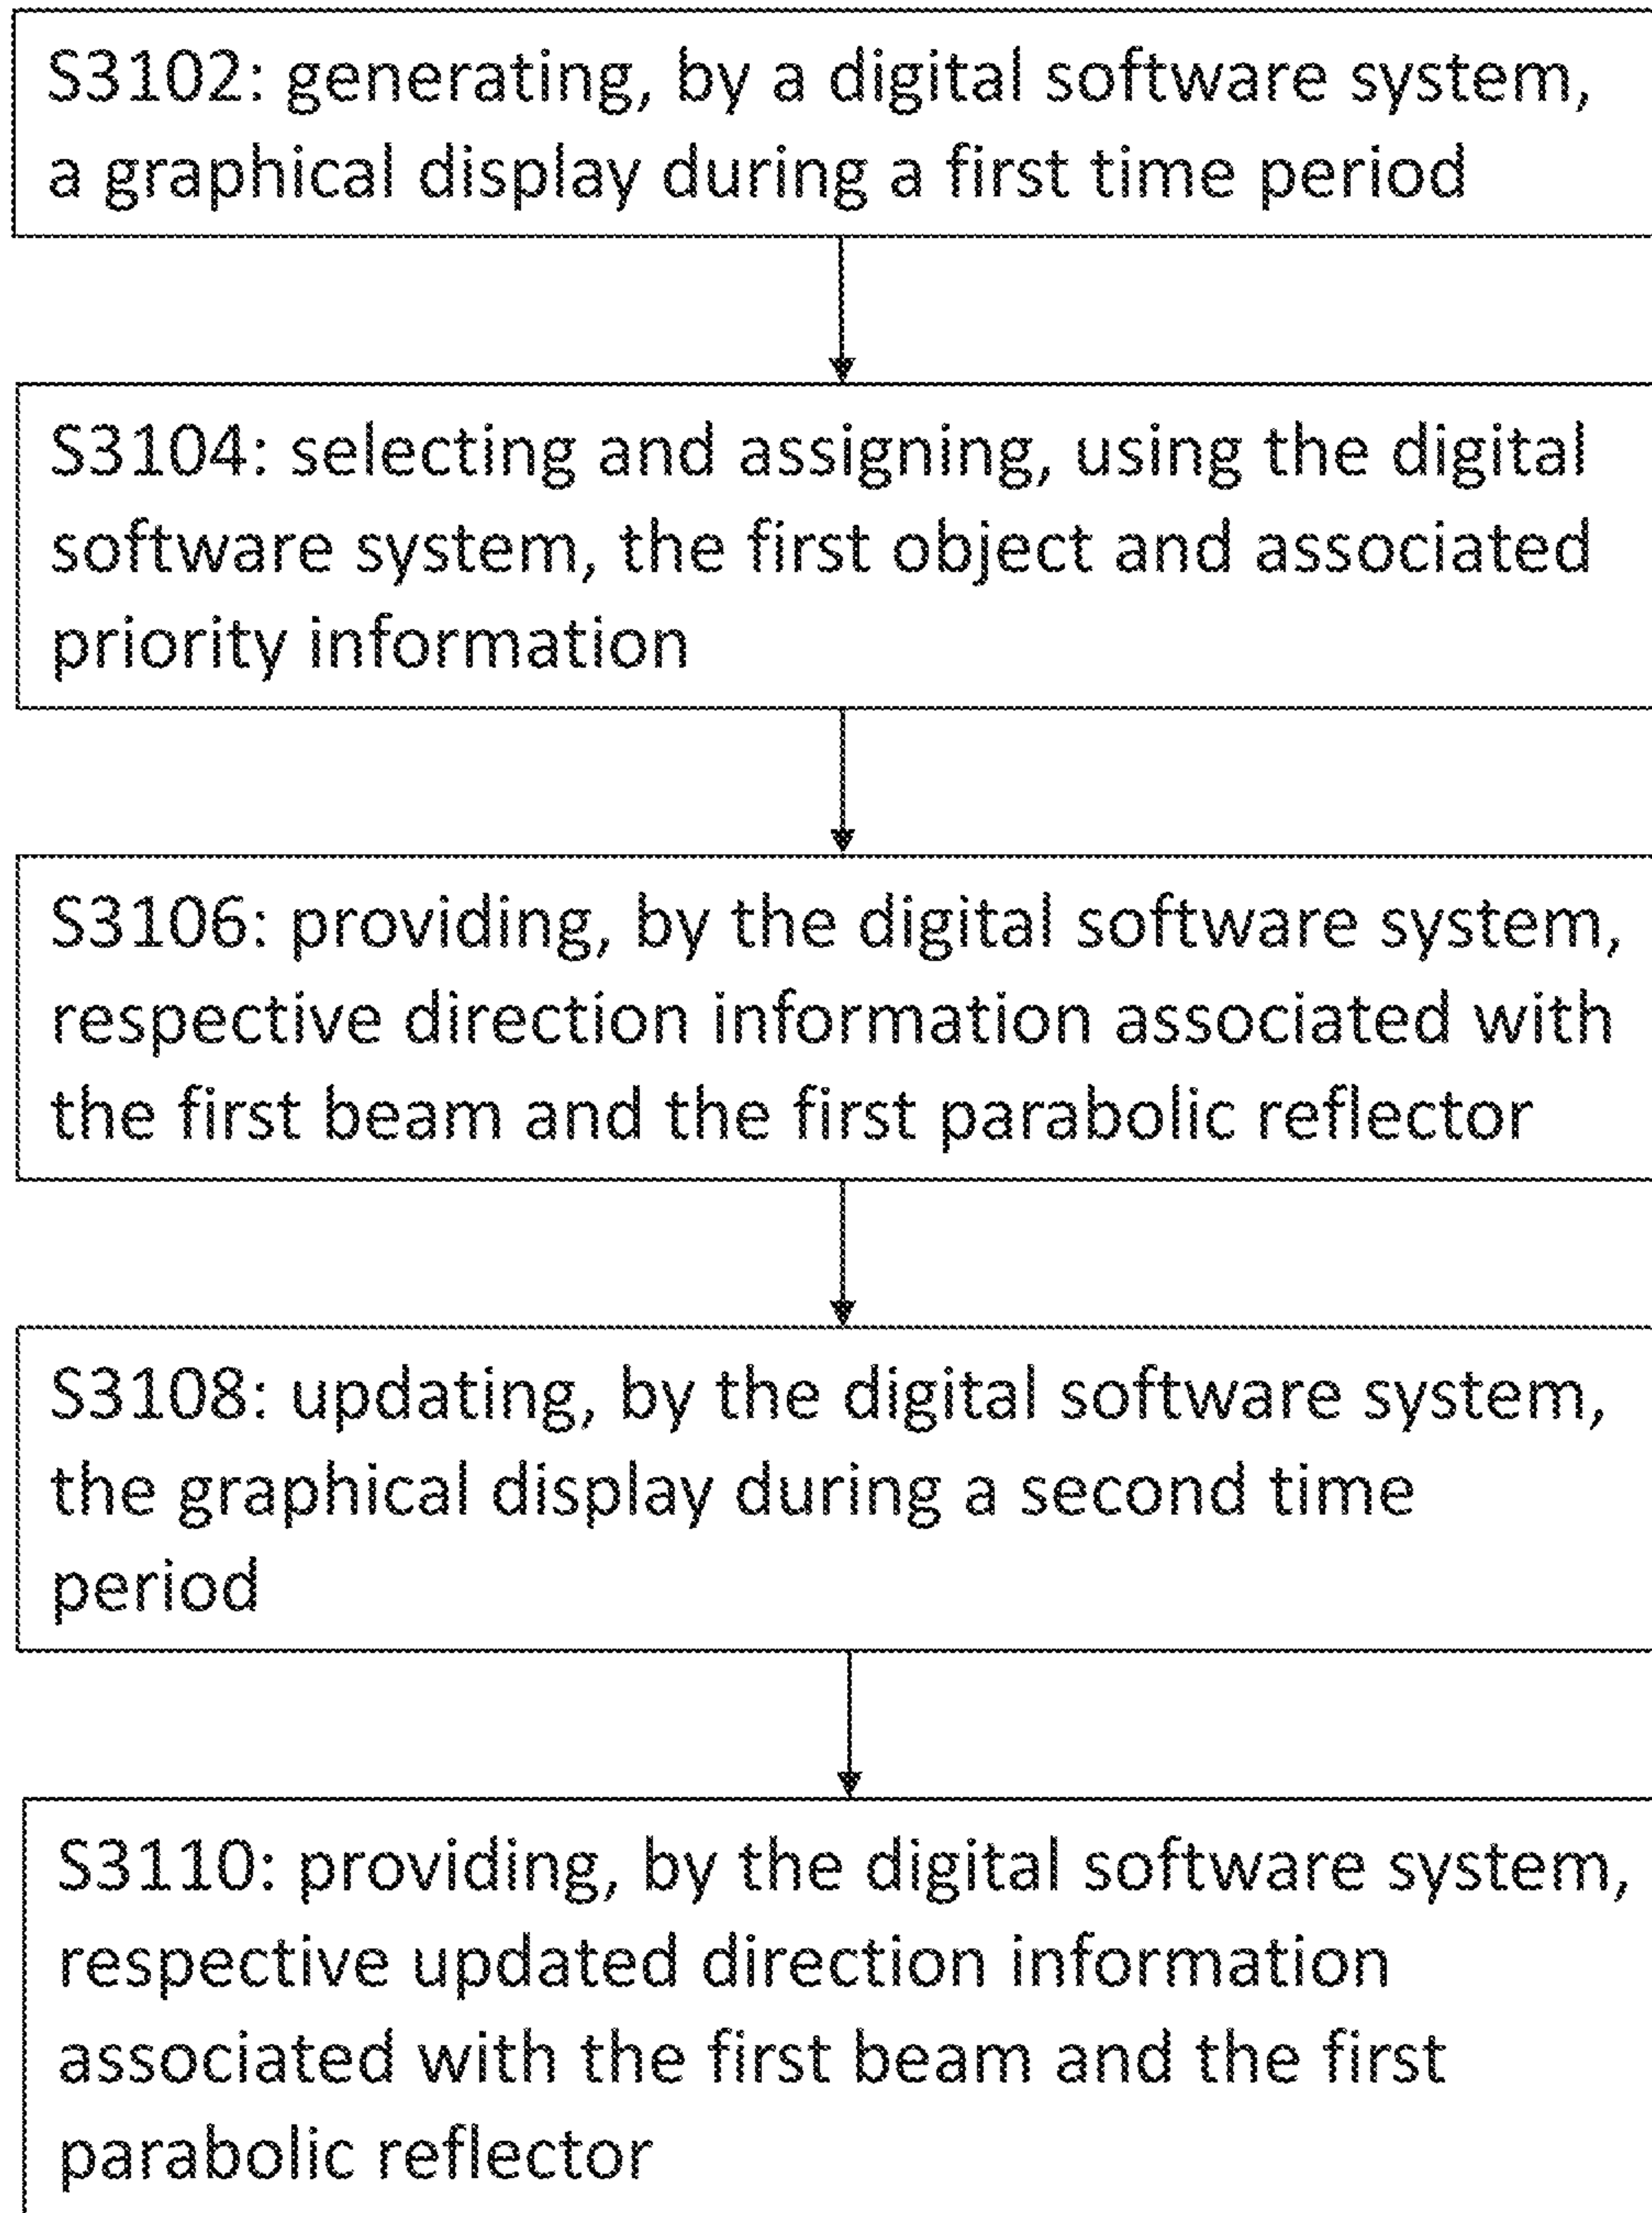 S3102: generating, by a digital software system,
a graphical display during a first time period
S3104: selecting and assigning, using the digital
software system, the first object and associated
priority information
S3106: providing, by the digital software system,
respective direction information associated with
the first beam and the first parabolic reflector
S3108: updating, by the digital software system,
the graphical display during a second time
period
S3110: providing, by the digital software system,
respective updated direction information
associated with the first beam and the first
parabolic reflector